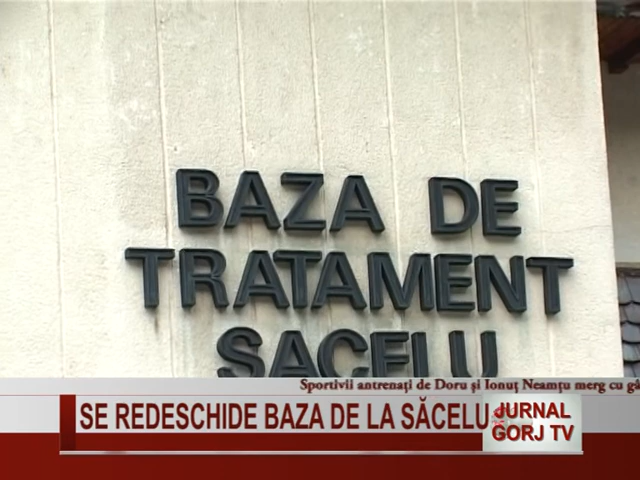 BAZA DE
TRATAMENT
SACELU
Sportivii antrenați de Doru și Ionuț Neamțu merg cu
SE REDESCHIDE BAZA DE LA SĂCELU
JURNAL
GORJ TV